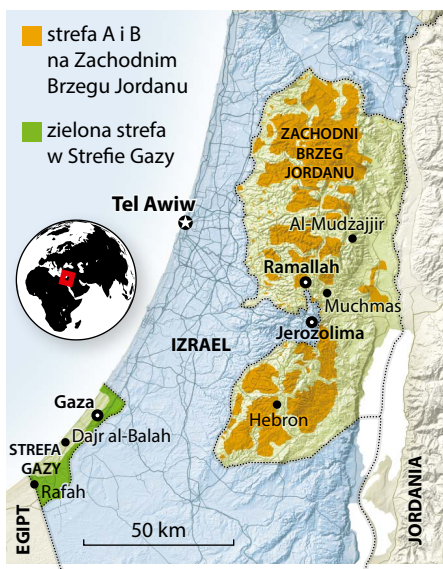 strefa A i B
na Zachodnim
Brzegu Jordanu
zielona strefa
w Strefie Gazy
ZACHODNI
BRZEG
JORDANU
Tel Awiw
Al-Mudżajjir
Ramallah
Muchmas
Jerozolima
IZRAEL
Gaza
Hebron
Dajr al-Balah
STREFA
GAZY
Rafah
EGIPT
50 km
JORDANIA